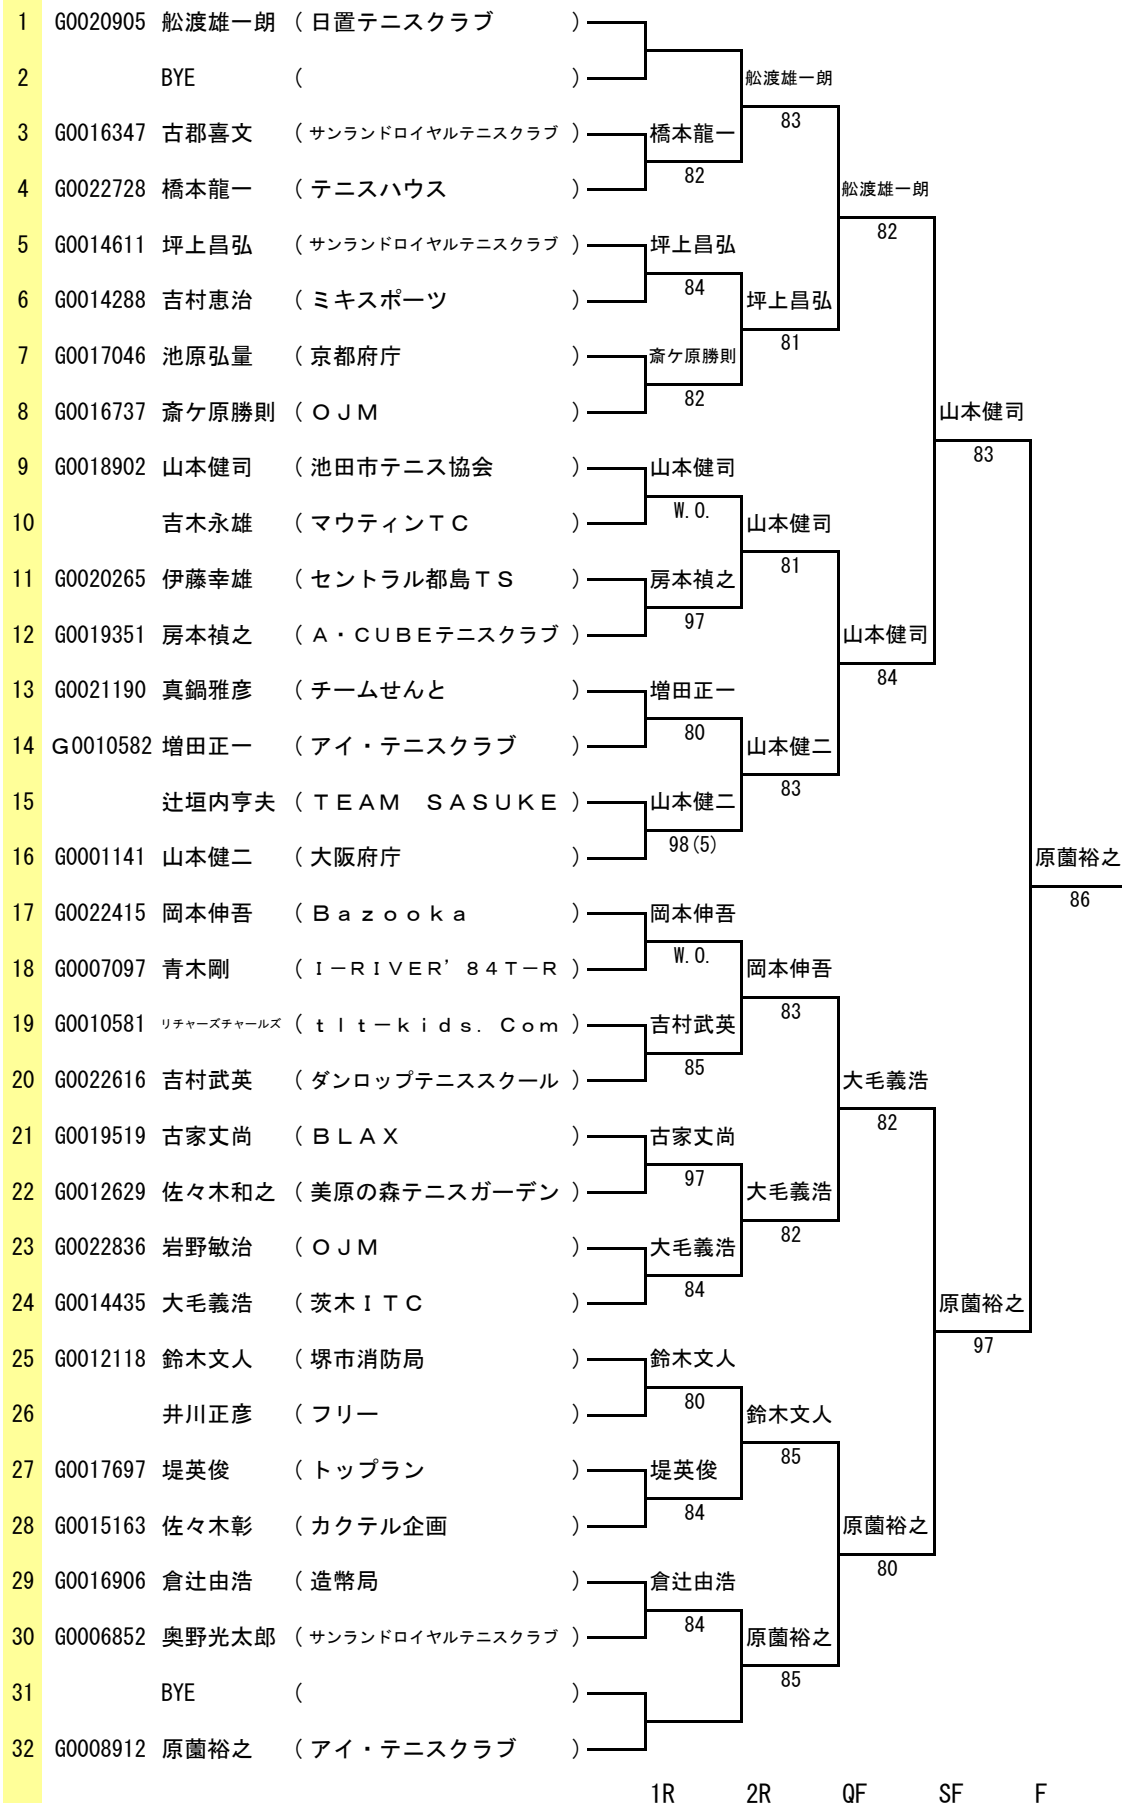 1 G0020905 舩渡雄一朗 ( 日置テニスクラブ )
2 BYE ( )
舩渡雄一朗
83
3 G0016347 古郡喜文 ( サンランドロイヤルテニスクラブ ) 橋本龍一
82
4 G0022728 橋本龍一 ( テニスハウス )
舩渡雄一朗
82
5 G0014611 坪上昌弘 ( サンランドロイヤルテニスクラブ ) 坪上昌弘
84
6 G0014288 吉村恵治 ( ミキスポーツ ) 坪上昌弘
81
7 G0017046 池原弘量 ( 京都府庁 ) 斎ケ原勝則
82
8 G0016737 斎ケ原勝則 ( ＯＪＭ ) 山本健司
83
9 G0018902 山本健司 ( 池田市テニス協会 ) 山本健司
W.O.
10 吉木永雄 ( マウティンＴＣ ) 山本健司
81
11 G0020265 伊藤幸雄 ( セントラル都島ＴＳ ) 房本禎之
97
12 G0019351 房本禎之 ( Ａ・ＣＵＢＥテニスクラブ ) 山本健司
84
13 G0021190 真鍋雅彦 ( チームせんと ) 増田正一
80
14 Ｇ0010582 増田正一 ( アイ・テニスクラブ ) 山本健二
83
15 辻垣内亨夫 ( ＴＥＡＭ　ＳＡＳＵＫＥ ) 山本健二
98(5)
16 G0001141 山本健二 ( 大阪府庁 ) 原薗裕之
86
17 G0022415 岡本伸吾 ( Ｂａｚｏｏｋａ ) 岡本伸吾
W.O.
18 G0007097 青木剛 ( Ｉ－ＲＩＶＥＲ’８４Ｔ－Ｒ ) 岡本伸吾
83
19 G0010581 リチャーズチャールズ ( ｔｌｔ－ｋｉｄｓ．Ｃｏｍ ) 吉村武英
85
20 G0022616 吉村武英 ( ダンロップテニススクール ) 大毛義浩
82
21 G0019519 古家丈尚 ( ＢＬＡＸ ) 古家丈尚
97
22 G0012629 佐々木和之 ( 美原の森テニスガーデン ) 大毛義浩
82
23 G0022836 岩野敏治 ( ＯＪＭ ) 大毛義浩
84
24 G0014435 大毛義浩 ( 茨木ＩＴＣ ) 原薗裕之
97
25 G0012118 鈴木文人 ( 堺市消防局 ) 鈴木文人
80
26 井川正彦 ( フリー ) 鈴木文人
85
27 G0017697 堤英俊 ( トップラン ) 堤英俊
84
28 G0015163 佐々木彰 ( カクテル企画 ) 原薗裕之
80
29 G0016906 倉辻由浩 ( 造幣局 ) 倉辻由浩
84
30 G0006852 奥野光太郎 ( サンランドロイヤルテニスクラブ ) 原薗裕之
85
31 BYE ( )
32 G0008912 原薗裕之 ( アイ・テニスクラブ )
1R 2R QF SF F